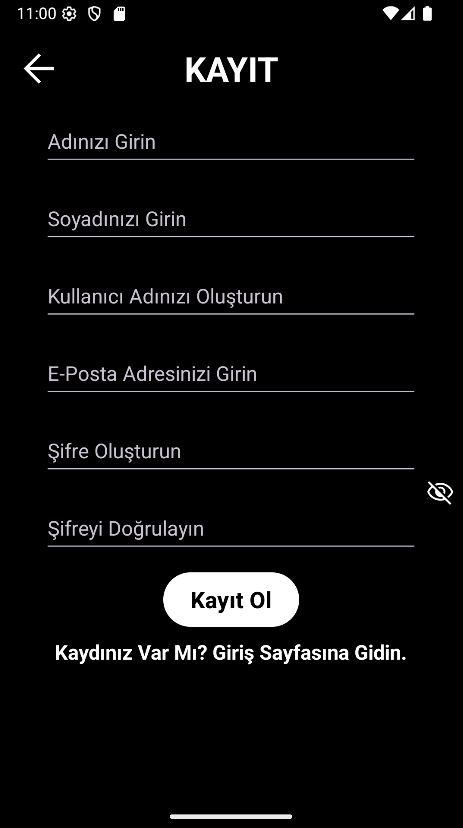 11:00
KAYIT
Adınızı Girin
Soyadınızı Girin
Kullanıcı Adınızı Oluşturun
E-Posta Adresinizi Girin
Şifre Oluşturun
Şifreyi Doğrulayın
Kayıt Ol
Kaydınız Var Mı? Giriş Sayfasına Gidin.